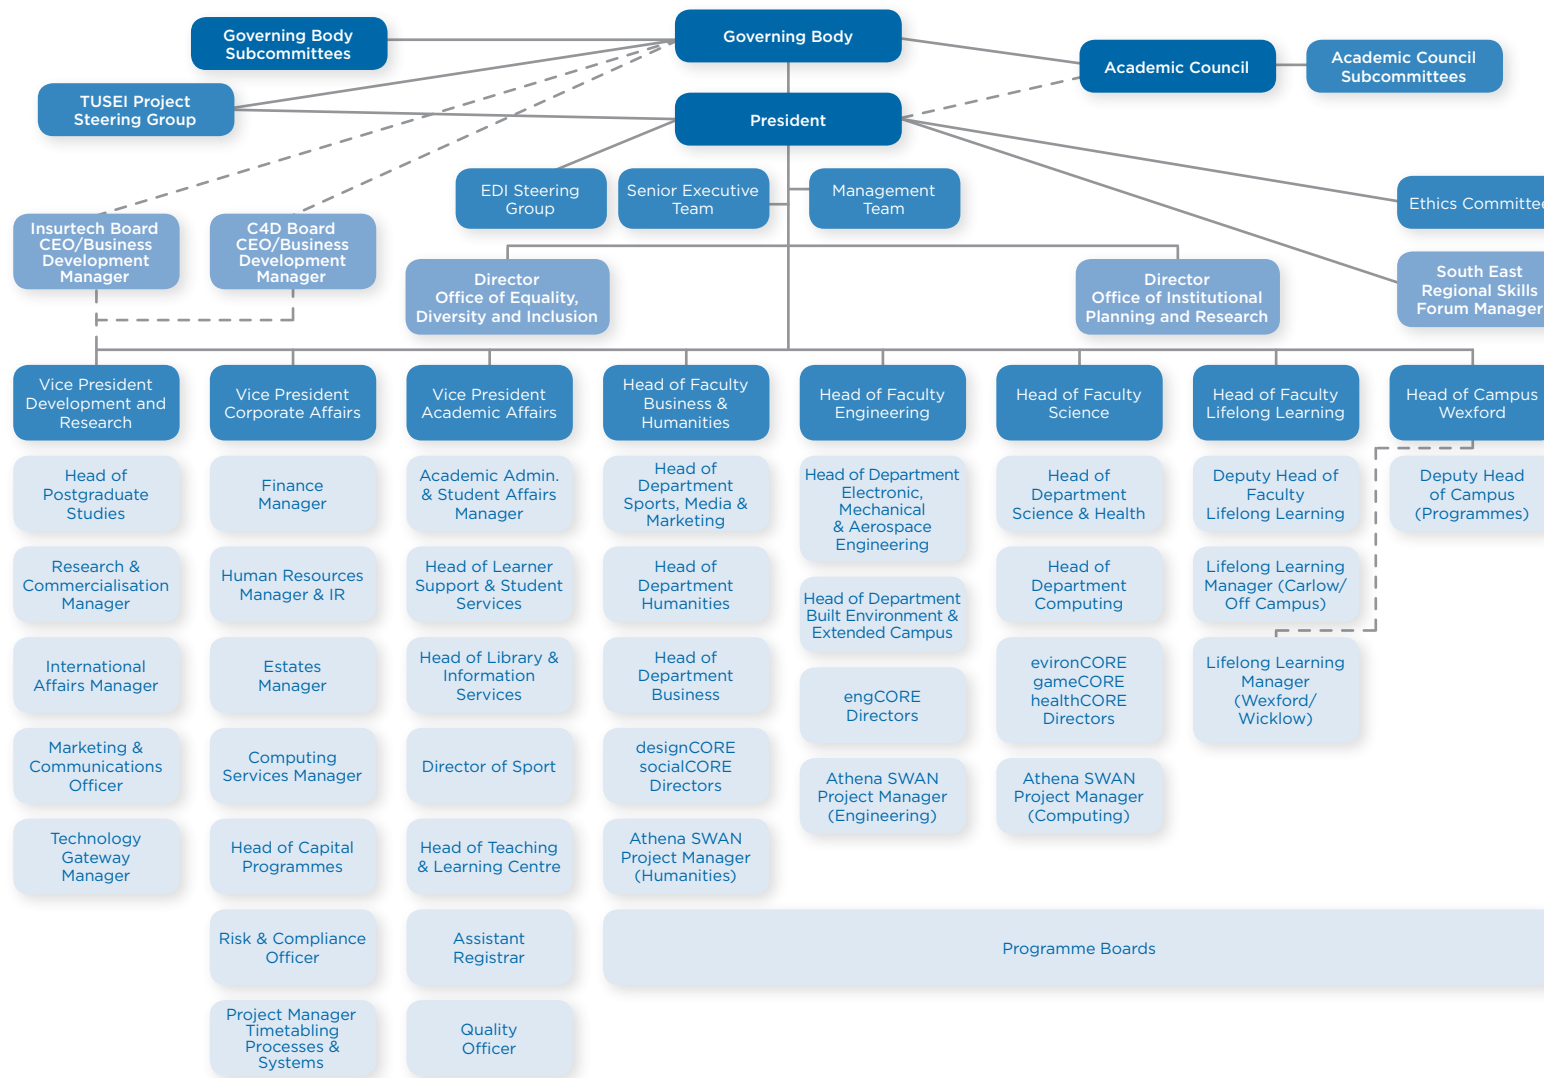 Governing Body
Subcommittees
Governing Body
Academic Council
Academic Council
Subcommittees
TUSEI Project
Steering Group
President
EDI Steering
Group
Senior Executive
Team
Management
Team
Ethics Committee
Insurtech Board
CEO/Business
Development
Manager
C4D Board
CEO/Business
Development
Manager
Director
Office of Equality,
Diversity and Inclusion
Director
Office of Institutional
Planning and Research
South East
Regional Skills
Forum Manager
Vice President
Development and
Research
Vice President
Corporate Affairs
Vice President
Academic Affairs
Head of Faculty
Business &
Humanities
Head of Faculty
Engineering
Head of Faculty
Science
Head of Faculty
Lifelong Learning
Head of Campus
Wexford
Head of
Postgraduate
Studies
Research &
Commercialisation
Manager
International
Affairs Manager
Marketing &
Communications
Officer
Technology
Gateway
Manager
Finance
Manager
Human Resources
Manager & IR
Estates
Manager
Computing
Services Manager
Head of Capital
Programmes
Risk & Compliance
Officer
Project Manager
Timetabling
Processes &
Systems
Academic Admin.
& Student Affairs
Manager
Head of Learner
Support & Student
Services
Head of Library &
Information
Services
Director of Sport
Head of Teaching
& Learning Centre
Assistant
Registrar
Quality
Officer
Head of
Department
Sports, Media &
Marketing
Head of
Department
Humanities
Head of
Department
Business
designCORE
socialCORE
Directors
Athena SWAN
Project Manager
(Humanities)
Head of Department
Electronic,
Mechanical
& Aerospace
Engineering
Head of Department
Built Environment &
Extended Campus
engCORE
Directors
Athena SWAN
Project Manager
(Engineering)
Head of
Department
Science & Health
Head of
Department
Computing
evironCORE
gameCORE
healthCORE
Directors
Athena SWAN
Project Manager
(Computing)
Deputy Head of
Faculty
Lifelong Learning
Lifelong Learning
Manager (Carlow/
Off Campus)
Lifelong Learning
Manager
(Wexford/
Wicklow)
Deputy Head
of Campus
(Programmes)
Programme Boards